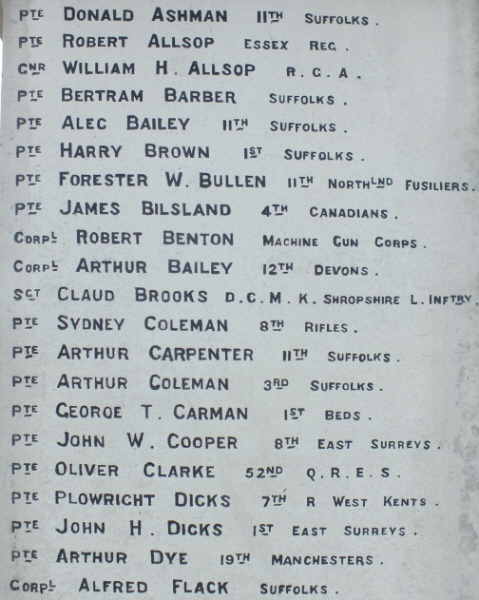 PTE DONALD ASHMAN 11TH SUFFOLKS.
PTE ROBERT ALLSOP ESSEX REG.
GNR WILLIAM H. ALLSOP R.G.A.
PTE BERTRAM BARBER SUFFOLKS.
PTE ALEC BAILEY 11TH SUFFOLKS.
PTE HARRY BROWN 1ST SUFFOLKS.
PTE FORESTER W. BULLEN 11TH NORTHLND FUSILIERS.
PTE JAMES BILSLAND 4TH CANADIANS.
CORPL ROBERT BENTON MACHINE GUN CORPS.
CORPL ARTHUR BAILEY 12TH DEVONS.
SGT CLAUD BROOKS D.C.M. K. SHROPSHIRE L. INFTRY.
PTE SYDNEY COLEMAN 8TH RIFLES.
PTE ARTHUR CARPENTER 11TH SUFFOLKS.
PTE ARTHUR COLEMAN 3RD SUFFOLKS.
PTE GEORGE T. CARMAN 1ST BEDS.
PTE JOHN W. COOPER 8TH EAST SURREYS.
PTE OLIVER CLARKE 52ND Q.R.E.S.
PTE PLOWRIGHT DICKS 7TH R WEST KENTS.
PTE JOHN H. DICKS 1ST EAST SURREYS.
PTE ARTHUR DYE 19TH MANCHESTERS.
CORPL ALFRED FLACK SUFFOLKS.